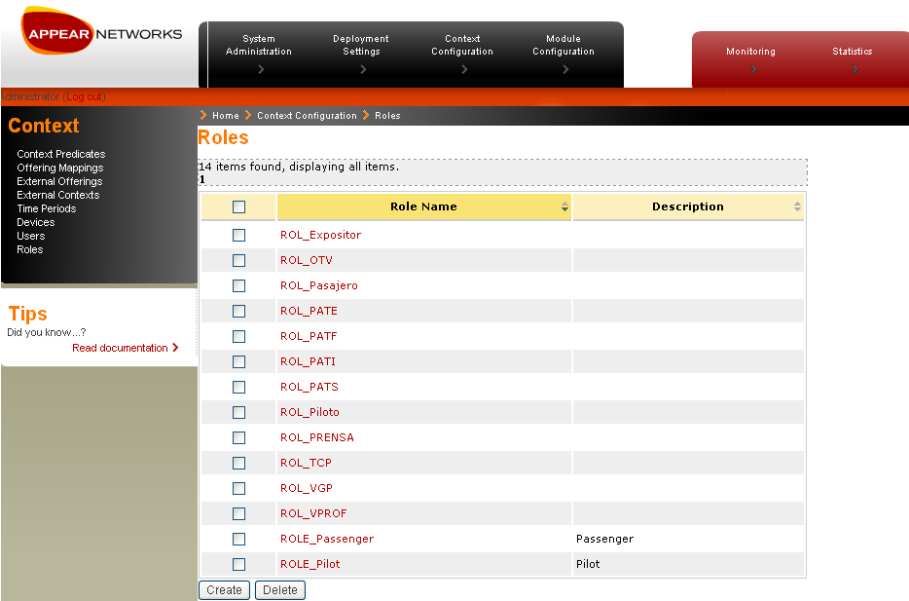 APPEAR NETWORKS
System Administration
Deployment Settings
Context Configuration
Module Configuration
Monitoring
Statistics
Administrator (Log out)
Context
Context Predicates
Offering Mappings
External Offerings
External Contexts
Time Periods
Devices
Users
Roles
Tips
Did you know...?
Read documentation
Home Context Configuration Roles
Roles
14 items found, displaying all items.
1
Role Name Description
ROL_Expositor
ROL_OTV
ROL_Pasajero
ROL_PATE
ROL_PATF
ROL_PATI
ROL_PATS
ROL_Piloto
ROL_PRENSA
ROL_TCP
ROL_VGP
ROL_VPROF
ROLE_Passenger Passenger
ROLE_Pilot Pilot
Create Delete